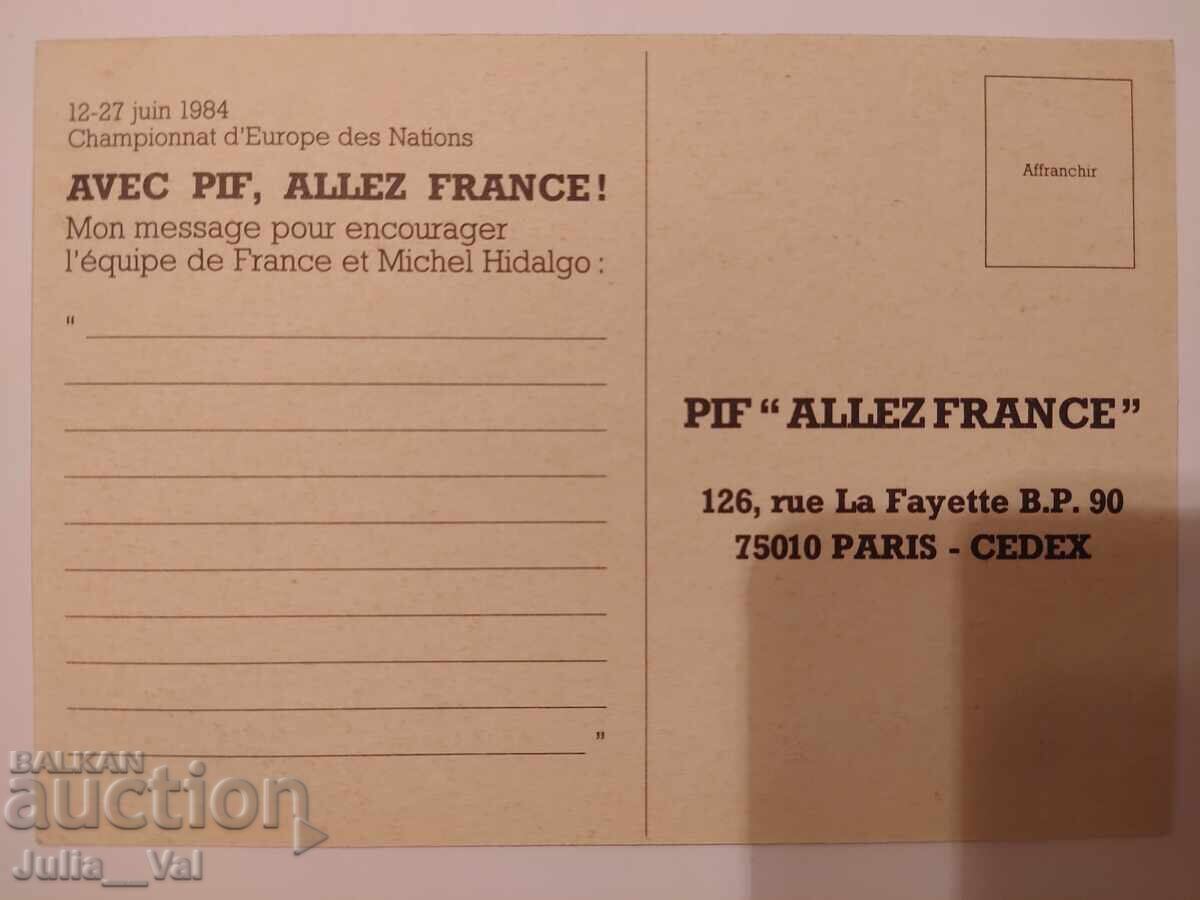 12-27 juin 1984
Championnat d'Europe des Nations
AVEC PIF, ALLEZ FRANCE!
Mon message pour encourager
l'équipe de France et Michel Hidalgo :
“
”
Affranchir
PIF “ALLEZ FRANCE”
126, rue La Fayette B.P. 90
75010 PARIS - CEDEX
BALKAN
auction
Julia__Val